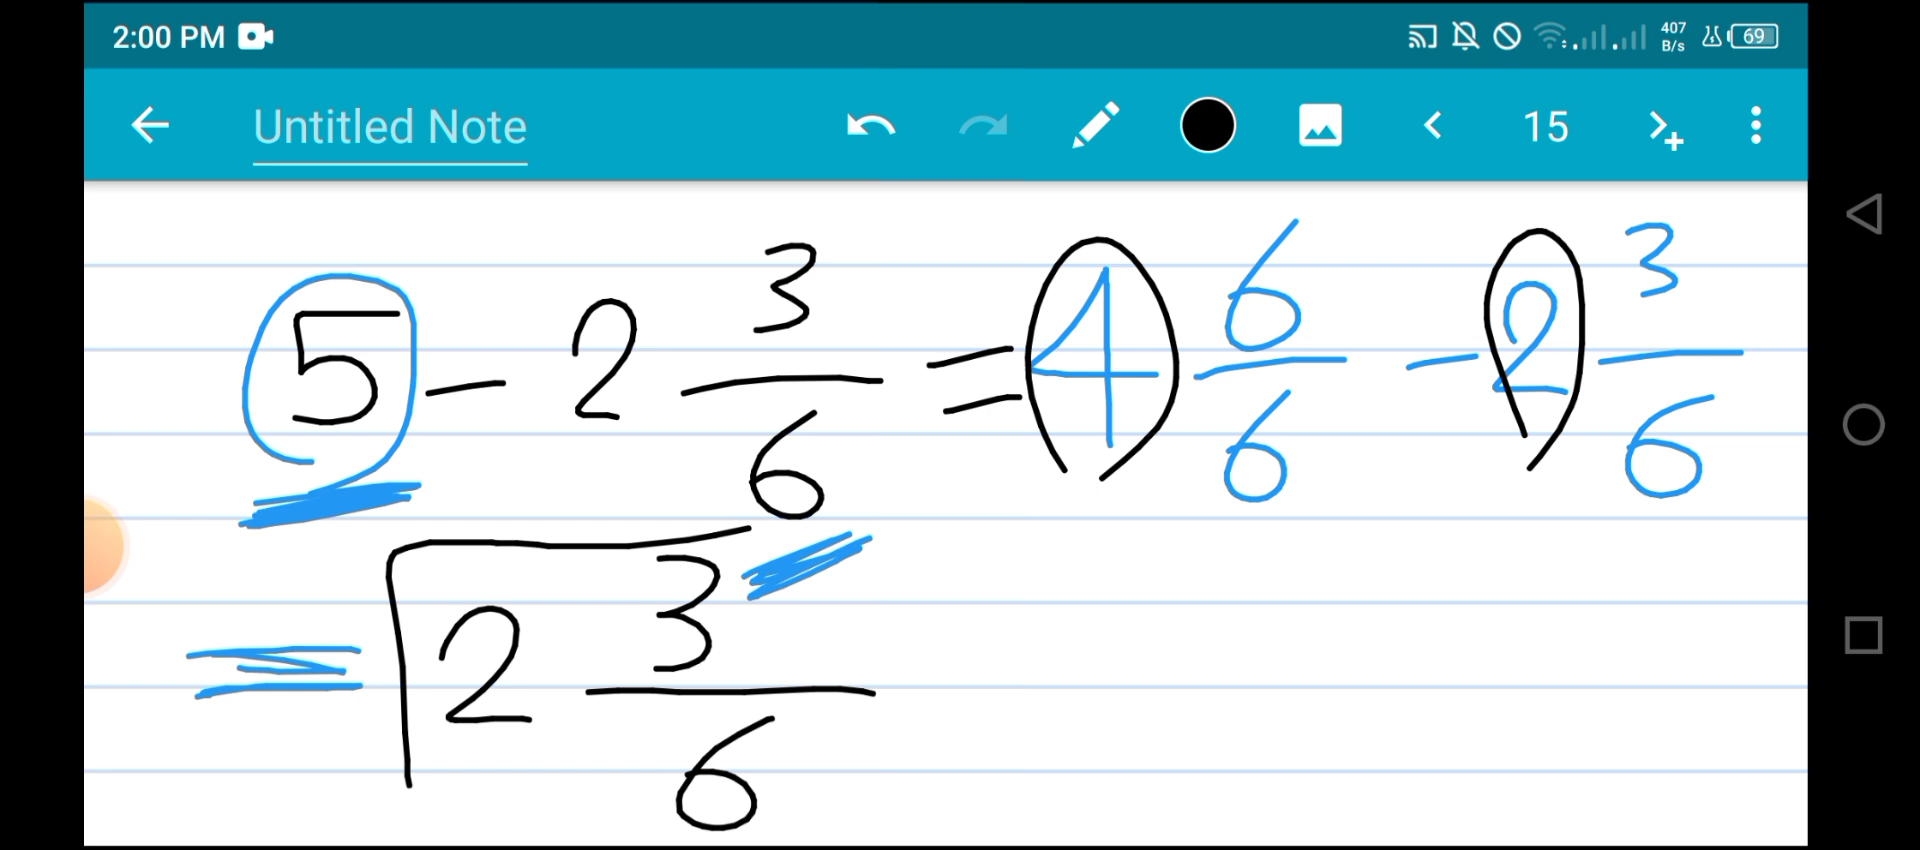 2:00 PM 407 B/s 69
Untitled Note 15
5 - 2 3/6 = 4 6/6 - 2 3/6
= 2 3/6